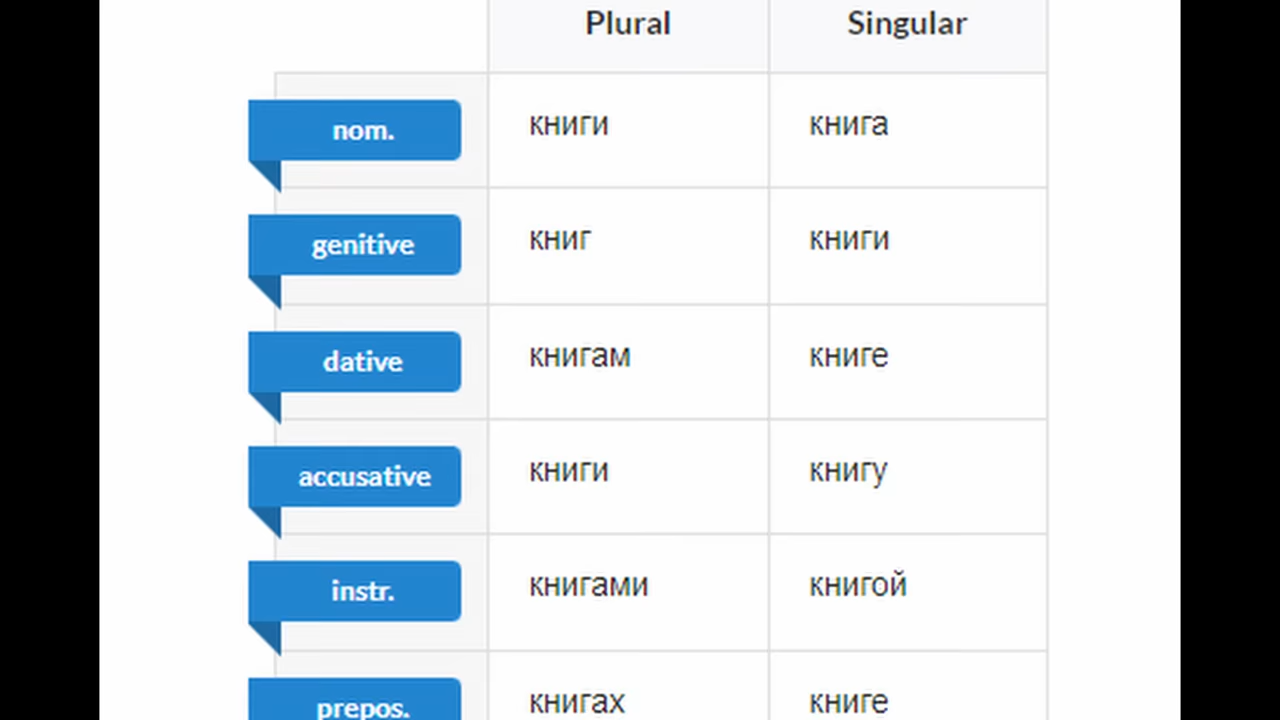 Plural Singular
nom. книги книга
genitive книг книги
dative книгам книге
accusative книги книгу
instr. книгами книгой
prepos. книгах книге